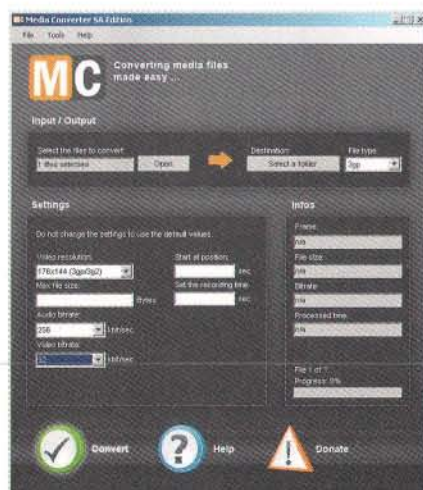 Media Converter SA Edition
File Tools Help
MC
Converting media files
made easy ...
Input / Output
Select the files to convert:
1 files selected
Open
Destination:
Select a folder
File type:
3gp
Settings
Do not change the settings to use the default values.
Video resolution:
176x144 (3gp/3g2)
Max file size:
Bytes
Audio bitrate:
256
kbit/sec.
Video bitrate:
kbit/sec.
Start at position:
sec
Set the recording time:
sec
Infos
Frame:
n/a
File size:
n/a
Bitrate:
n/a
Processed time:
n/a
File 1 of 1
Progress: 0%
Convert
Help
Donate